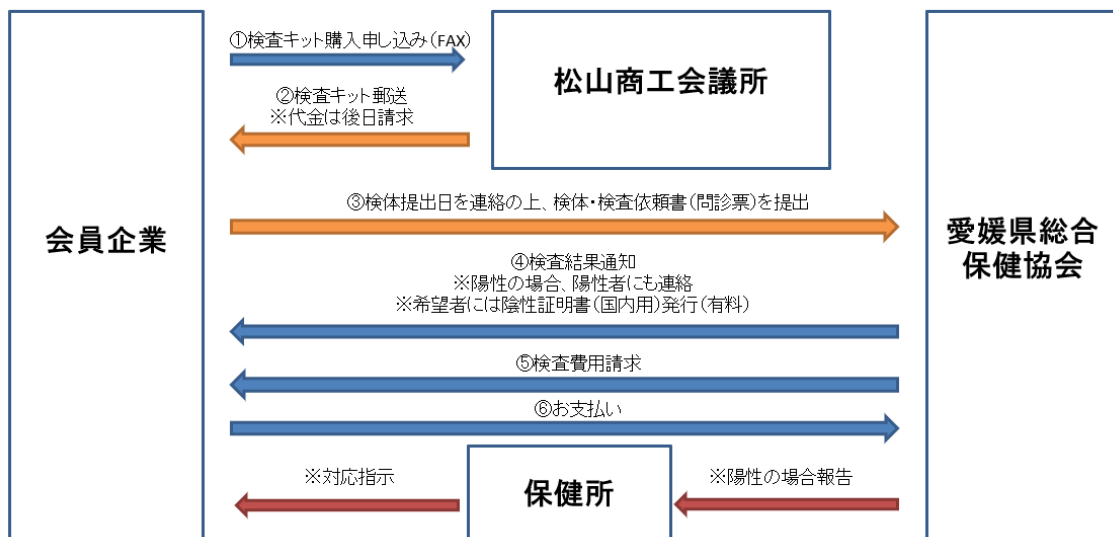 ①検査キット購入申し込み(FAX)
松山商工会議所
②検査キット郵送
※代金は後日請求
③検体提出日を連絡の上、検体・検査依頼書(問診票)を提出
会員企業
愛媛県総合
保健協会
④検査結果通知
※陽性の場合、陽性者にも連絡
※希望者には陰性証明書(国内用)発行(有料)
⑤検査費用請求
⑥お支払い
※対応指示
保健所
※陽性の場合報告